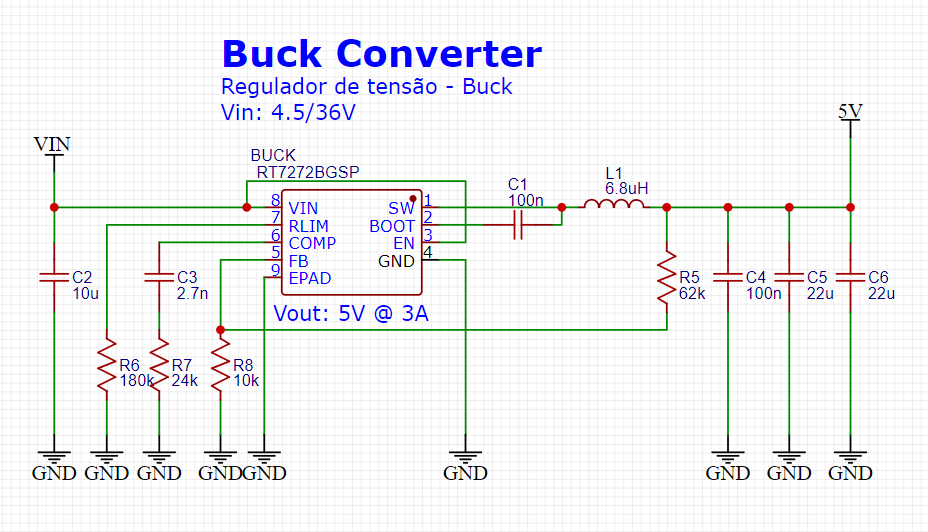 Buck Converter
Regulador de tensão - Buck
Vin: 4.5/36V
VIN
5V
BUCK
RT7272BGSP
C1
100n
L1
6.8uH
8 VIN SW 1
7 RLIM BOOT 2
6 COMP EN 3
5 FB GND 4
9 EPAD
C2
10u
C3
2.7n
R5
62k
C4
100n
C5
22u
C6
22u
Vout: 5V @ 3A
R6
180k
R7
24k
R8
10k
GND GND GND GND GND GND GND GND GND